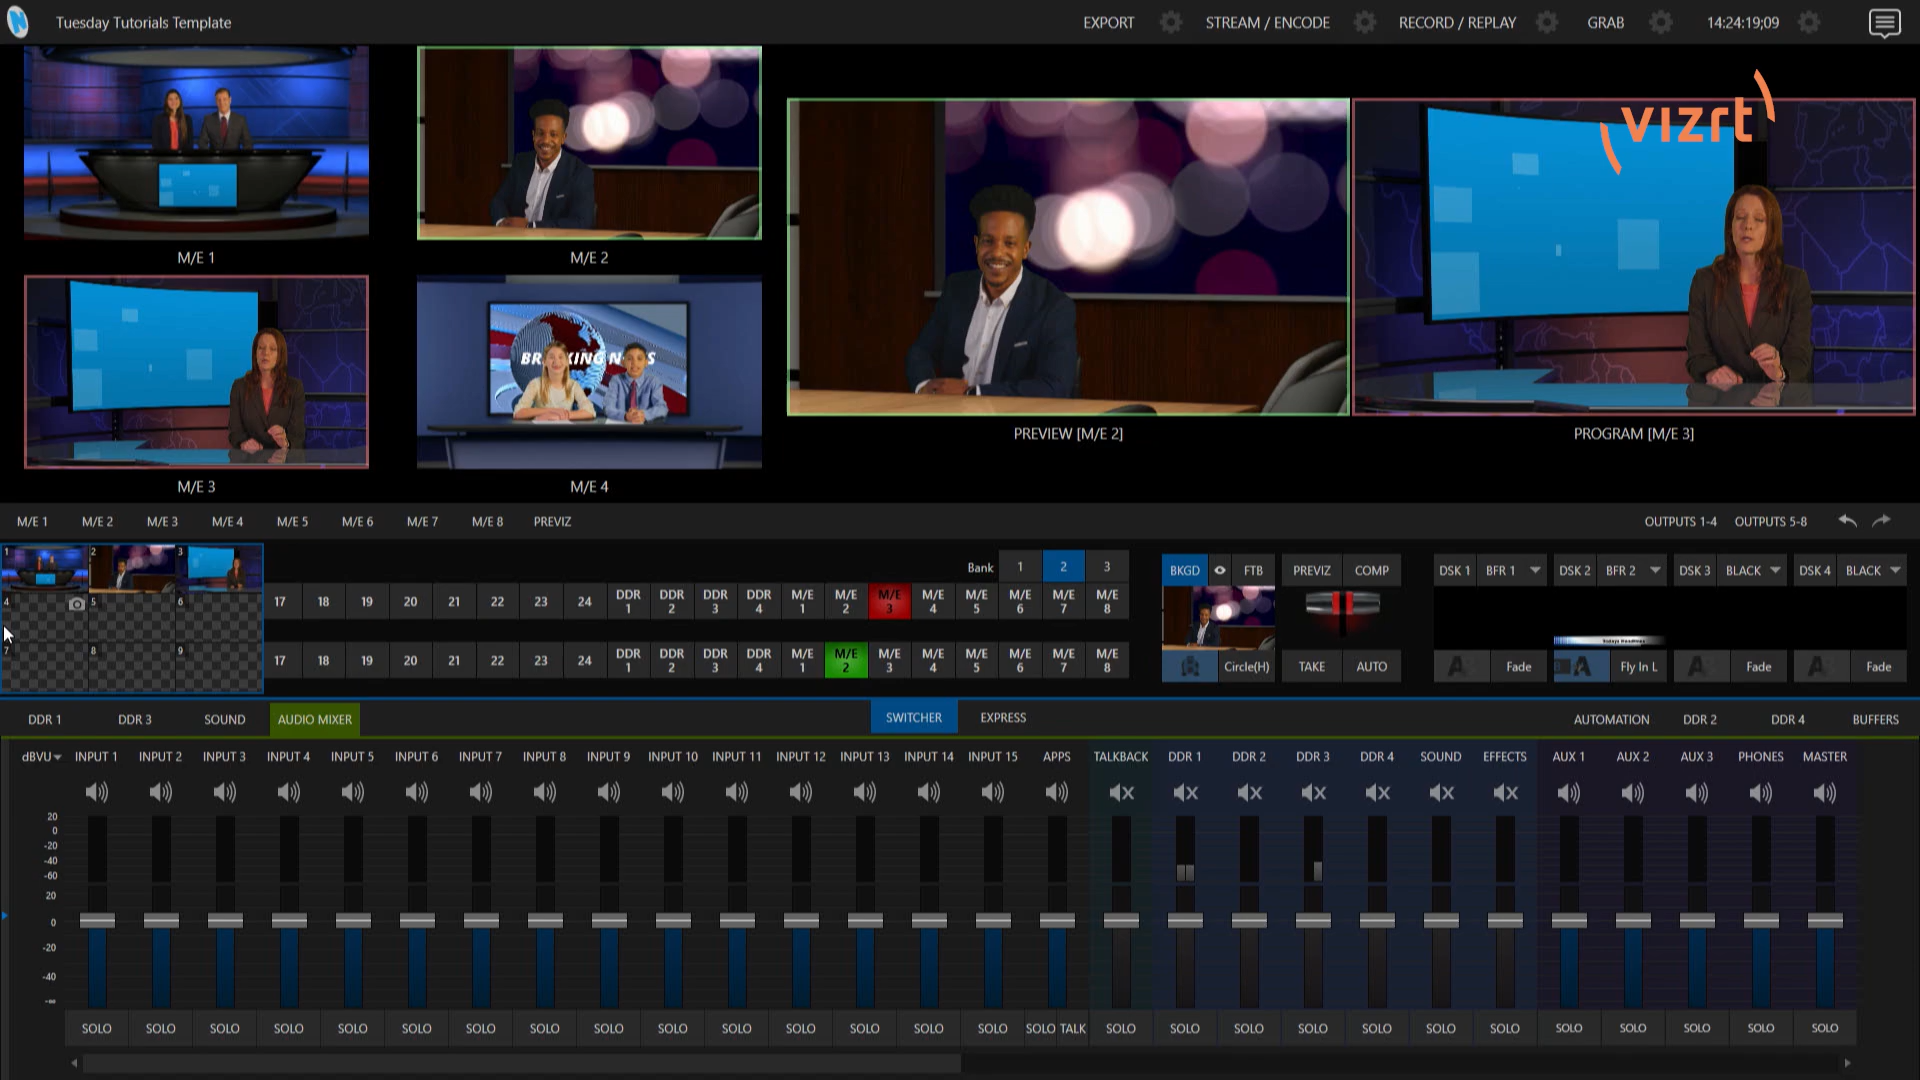 Tuesday Tutorials Template
EXPORT STREAM / ENCODE RECORD / REPLAY GRAB 14:24:19;09
vizrt
M/E 1 M/E 2
BREAKING N S
M/E 3 M/E 4
PREVIEW [M/E 2] PROGRAM [M/E 3]
M/E 1 M/E 2 M/E 3 M/E 4 M/E 5 M/E 6 M/E 7 M/E 8 PREVIZ OUTPUTS 1-4 OUTPUTS 5-8
1 2 3
4 5 6
7 8 9
Bank 1 2 3
17 18 19 20 21 22 23 24 DDR 1 DDR 2 DDR 3 DDR 4 M/E 1 M/E 2 M/E 3 M/E 4 M/E 5 M/E 6 M/E 7 M/E 8
17 18 19 20 21 22 23 24 DDR 1 DDR 2 DDR 3 DDR 4 M/E 1 M/E 2 M/E 3 M/E 4 M/E 5 M/E 6 M/E 7 M/E 8
BKGD FTB PREVIZ COMP DSK 1 BFR 1 DSK 2 BFR 2 DSK 3 BLACK DSK 4 BLACK
Circle(H) TAKE AUTO Fade Fly In L Fade Fade
DDR 1 DDR 3 SOUND AUDIO MIXER SWITCHER EXPRESS AUTOMATION DDR 2 DDR 4 BUFFERS
dBVU INPUT 1 INPUT 2 INPUT 3 INPUT 4 INPUT 5 INPUT 6 INPUT 7 INPUT 8 INPUT 9 INPUT 10 INPUT 11 INPUT 12 INPUT 13 INPUT 14 INPUT 15 APPS TALKBACK DDR 1 DDR 2 DDR 3 DDR 4 SOUND EFFECTS AUX 1 AUX 2 AUX 3 PHONES MASTER
20
0
-20
-40
-60
20
0
-20
-40
-∞
SOLO SOLO SOLO SOLO SOLO SOLO SOLO SOLO SOLO SOLO SOLO SOLO SOLO SOLO SOLO SOLO TALK SOLO SOLO SOLO SOLO SOLO SOLO SOLO SOLO SOLO SOLO SOLO SOLO